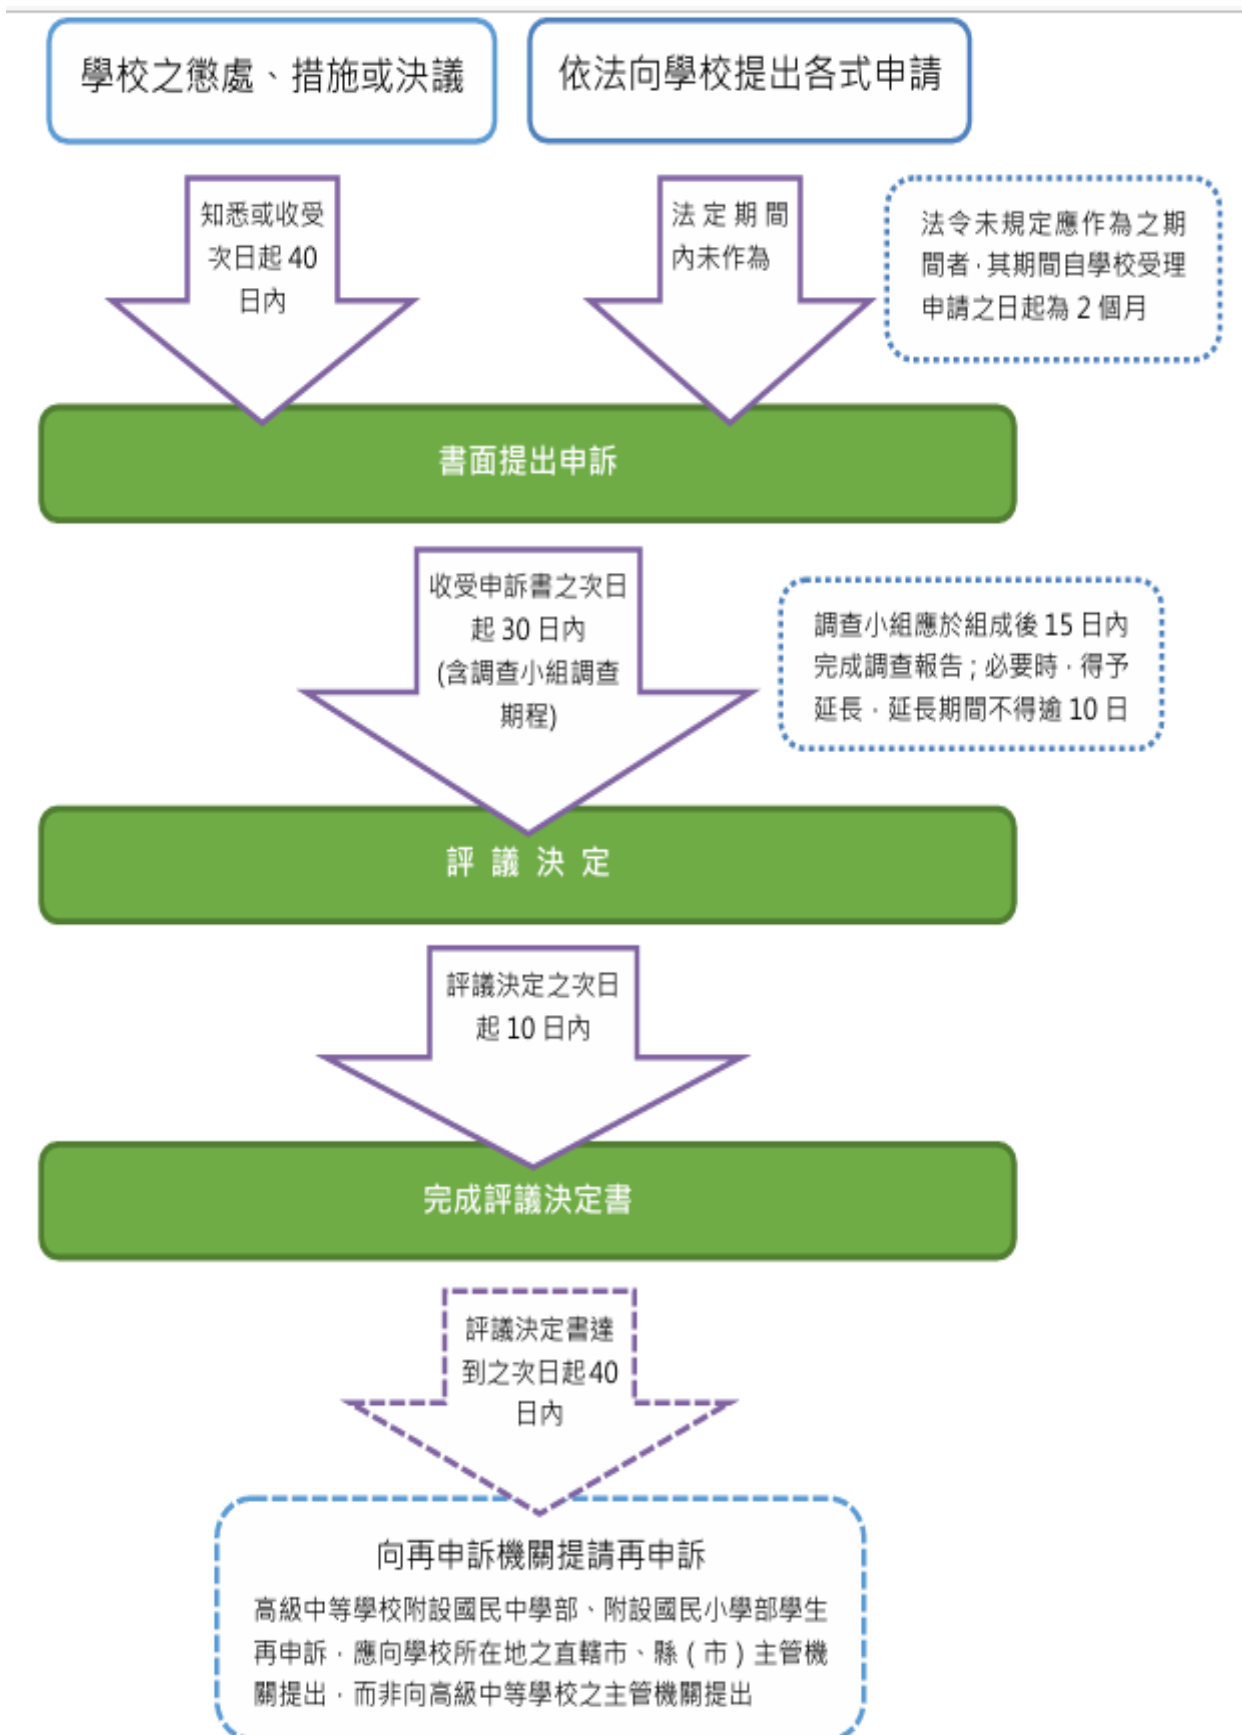 學校之懲處、措施或決議
依法向學校提出各式申請
知悉或收受
次日起 40
日內
法定期間
內未作為
法令未規定應作為之期
間者，其期間自學校受理
申請之日起為 2 個月
書面提出申訴
收受申訴書之次日
起 30 日內
(含調查小組調查
期程)
調查小組應於組成後 15 日內
完成調查報告；必要時，得予
延長，延長期間不得逾 10 日
評 議 決 定
評議決定之次日
起 10 日內
完成評議決定書
評議決定書達
到之次日起 40
日內
向再申訴機關提請再申訴
高級中等學校附設國民中學部、附設國民小學部學生
再申訴，應向學校所在地之直轄市、縣（市）主管機
關提出，而非向高級中等學校之主管機關提出